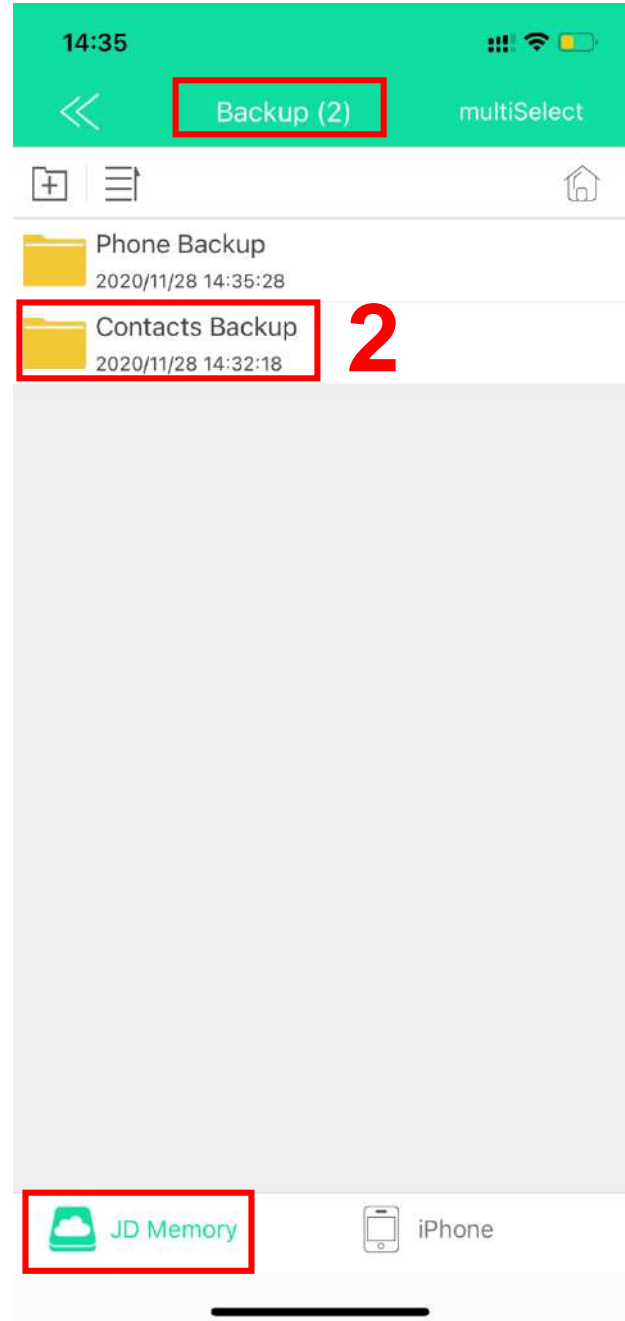 14:35
Backup (2)
multiSelect
Phone Backup
2020/11/28 14:35:28
Contacts Backup
2020/11/28 14:32:18
2
JD Memory
iPhone